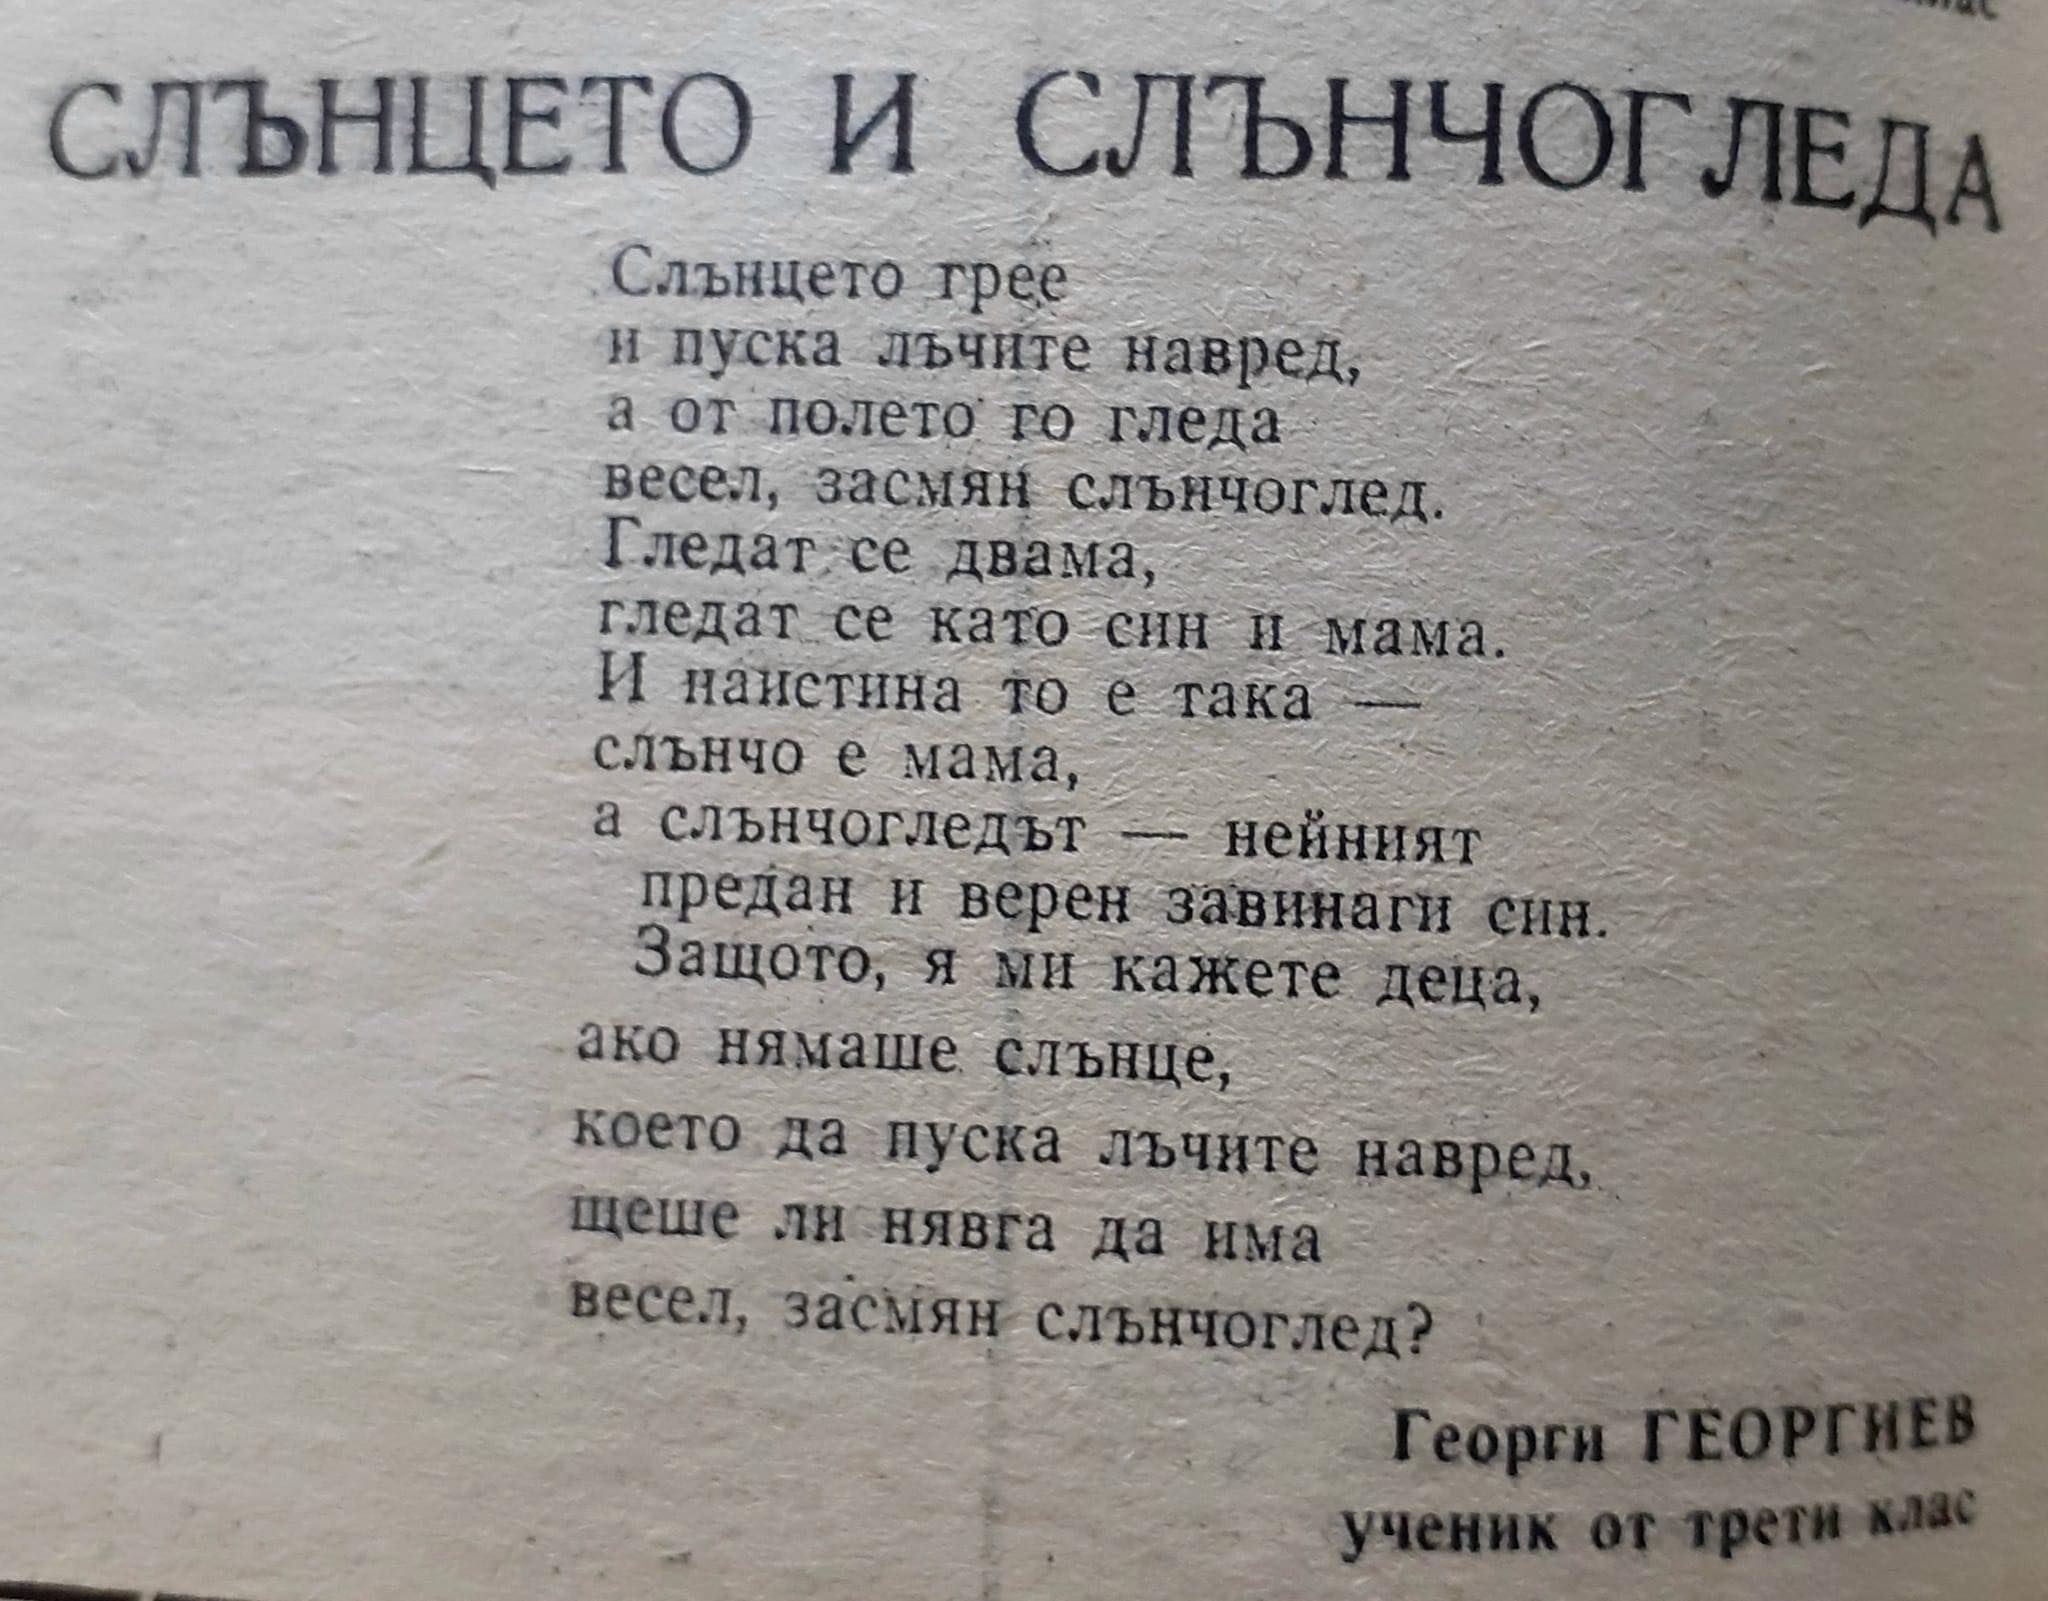 СЛЪНЦЕТО И СЛЪНЧОГЛЕДА
Слънцето грее
и пуска лъчите навред,
а от полето го гледа
весел, засмян слънчоглед.
Гледат се двама,
гледат се като син и мама.
И наистина то е така —
слънчо е мама,
а слънчогледът — нейният
предан и верен завинаги син.
Защото, я ми кажете деца,
ако нямаше слънце,
което да пуска лъчите навред,
щеше ли нявга да има
весел, засмян слънчоглед?
Георги ГЕОРГИЕВ
ученик от трети клас